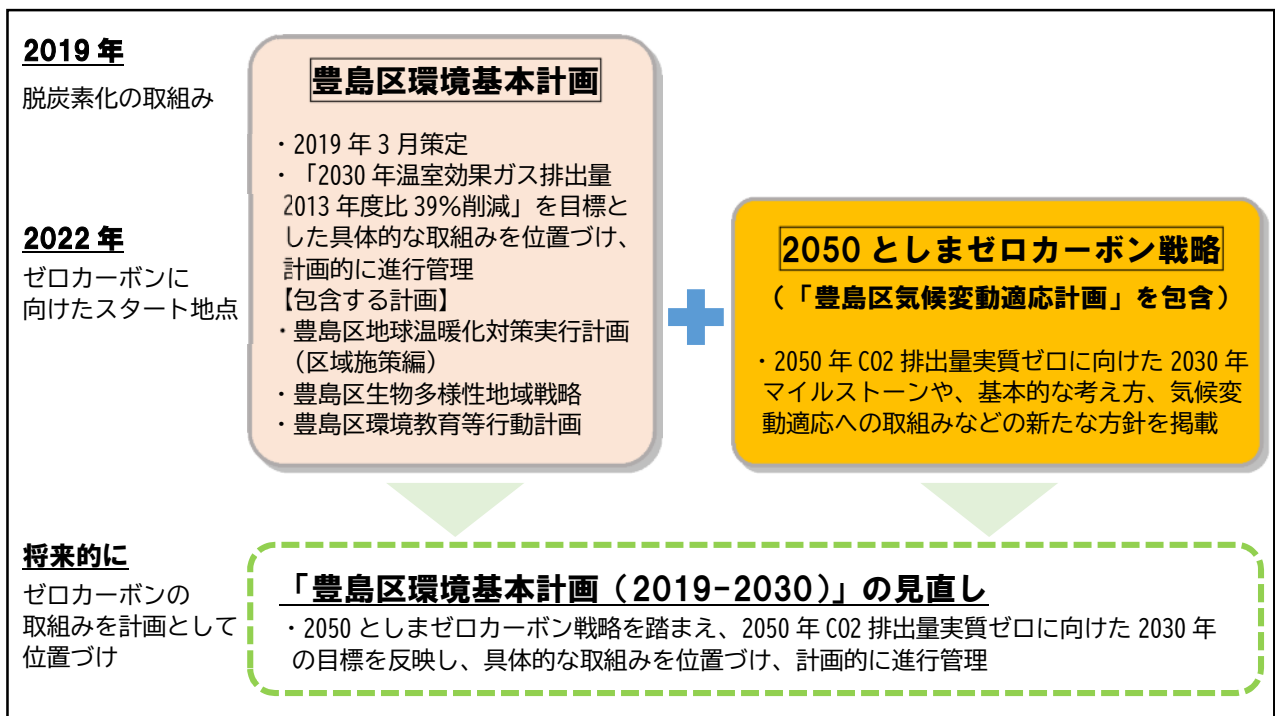 2019年
脱炭素化の取組み
豊島区環境基本計画
・2019年3月策定
・「2030年温室効果ガス排出量
2013年度比39%削減」を目標と
した具体的な取組みを位置づけ、
計画的に進行管理
【包含する計画】
・豊島区地球温暖化対策実行計画
（区域施策編）
・豊島区生物多様性地域戦略
・豊島区環境教育等行動計画
2022年
ゼロカーボンに
向けたスタート地点
2050としまゼロカーボン戦略
（「豊島区気候変動適応計画」を包含）
・2050年CO2排出量実質ゼロに向けた2030年
マイルストーンや、基本的な考え方、気候変
動適応への取組みなどの新たな方針を掲載
将来的に
ゼロカーボンの
取組みを計画として
位置づけ
「豊島区環境基本計画（2019-2030）」の見直し
・2050としまゼロカーボン戦略を踏まえ、2050年CO2排出量実質ゼロに向けた2030年
の目標を反映し、具体的な取組みを位置づけ、計画的に進行管理